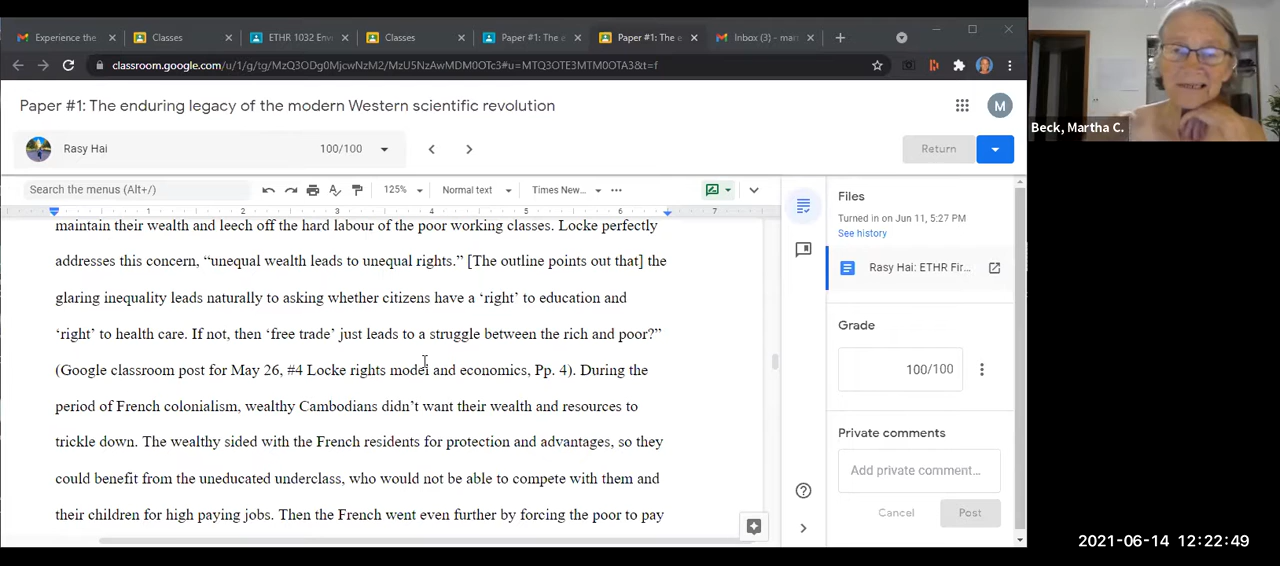 Experience the
Classes
ETHR 1032 Envi
Classes
Paper #1: The e
Paper #1: The e
Inbox (3) - mar
classroom.google.com/u/1/g/tg/MzQ3ODg0MjcwNzM2/MzU5NzAwMDM0OTc3#u=MTQ3OTE3MTM0OTA3&t=f
Paper #1: The enduring legacy of the modern Western scientific revolution
M
Rasy Hai
100/100
Return
Search the menus (Alt+/)
125%
Normal text
Times New...
1 2 3 4 5 6 7
maintain their wealth and leech off the hard labour of the poor working classes. Locke perfectly
addresses this concern, “unequal wealth leads to unequal rights.” [The outline points out that] the
glaring inequality leads naturally to asking whether citizens have a ‘right’ to education and
‘right’ to health care. If not, then ‘free trade’ just leads to a struggle between the rich and poor?”
(Google classroom post for May 26, #4 Locke rights model and economics, Pp. 4). During the
period of French colonialism, wealthy Cambodians didn’t want their wealth and resources to
trickle down. The wealthy sided with the French residents for protection and advantages, so they
could benefit from the uneducated underclass, who would not be able to compete with them and
their children for high paying jobs. Then the French went even further by forcing the poor to pay
Files
Turned in on Jun 11, 5:27 PM
See history
Rasy Hai: ETHR Fir...
Grade
100/100
Private comments
Add private comment...
Cancel
Post
Beck, Martha C.
2021-06-14 12:22:49